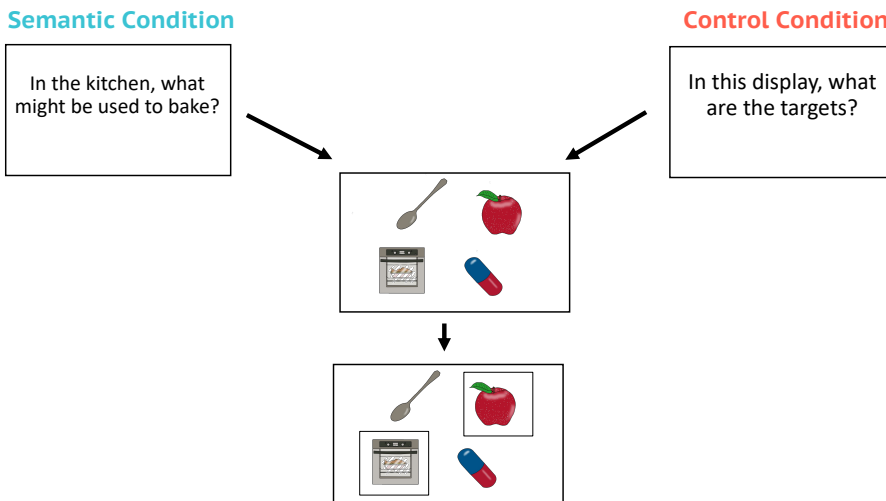 Semantic Condition
Control Condition
In the kitchen, what
might be used to bake?
In this display, what
are the targets?